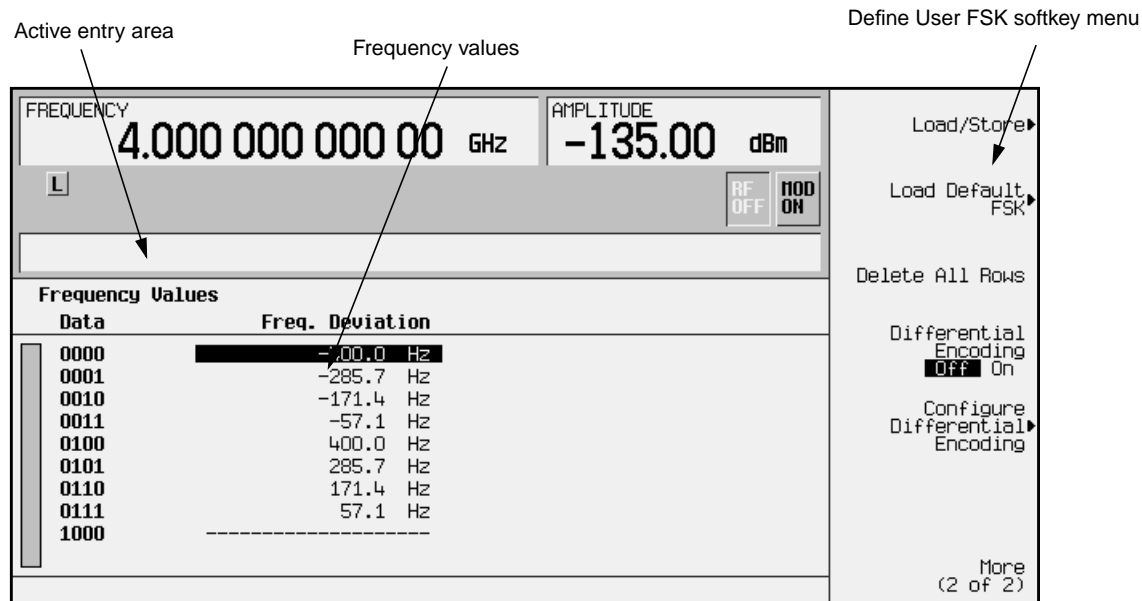 Active entry area
Frequency values
Define User FSK softkey menu
FREQUENCY
4.000 000 000 00 GHz
AMPLITUDE
-135.00 dBm
L
RF OFF
MOD ON
Load/Store
Load Default
FSK
Delete All Rows
Differential
Encoding
Off On
Configure
Differential
Encoding
More
(2 of 2)
Frequency Values
Data Freq. Deviation
0000 -400.0 Hz
0001 -285.7 Hz
0010 -171.4 Hz
0011 -57.1 Hz
0100 400.0 Hz
0101 285.7 Hz
0110 171.4 Hz
0111 57.1 Hz
1000 --------------------